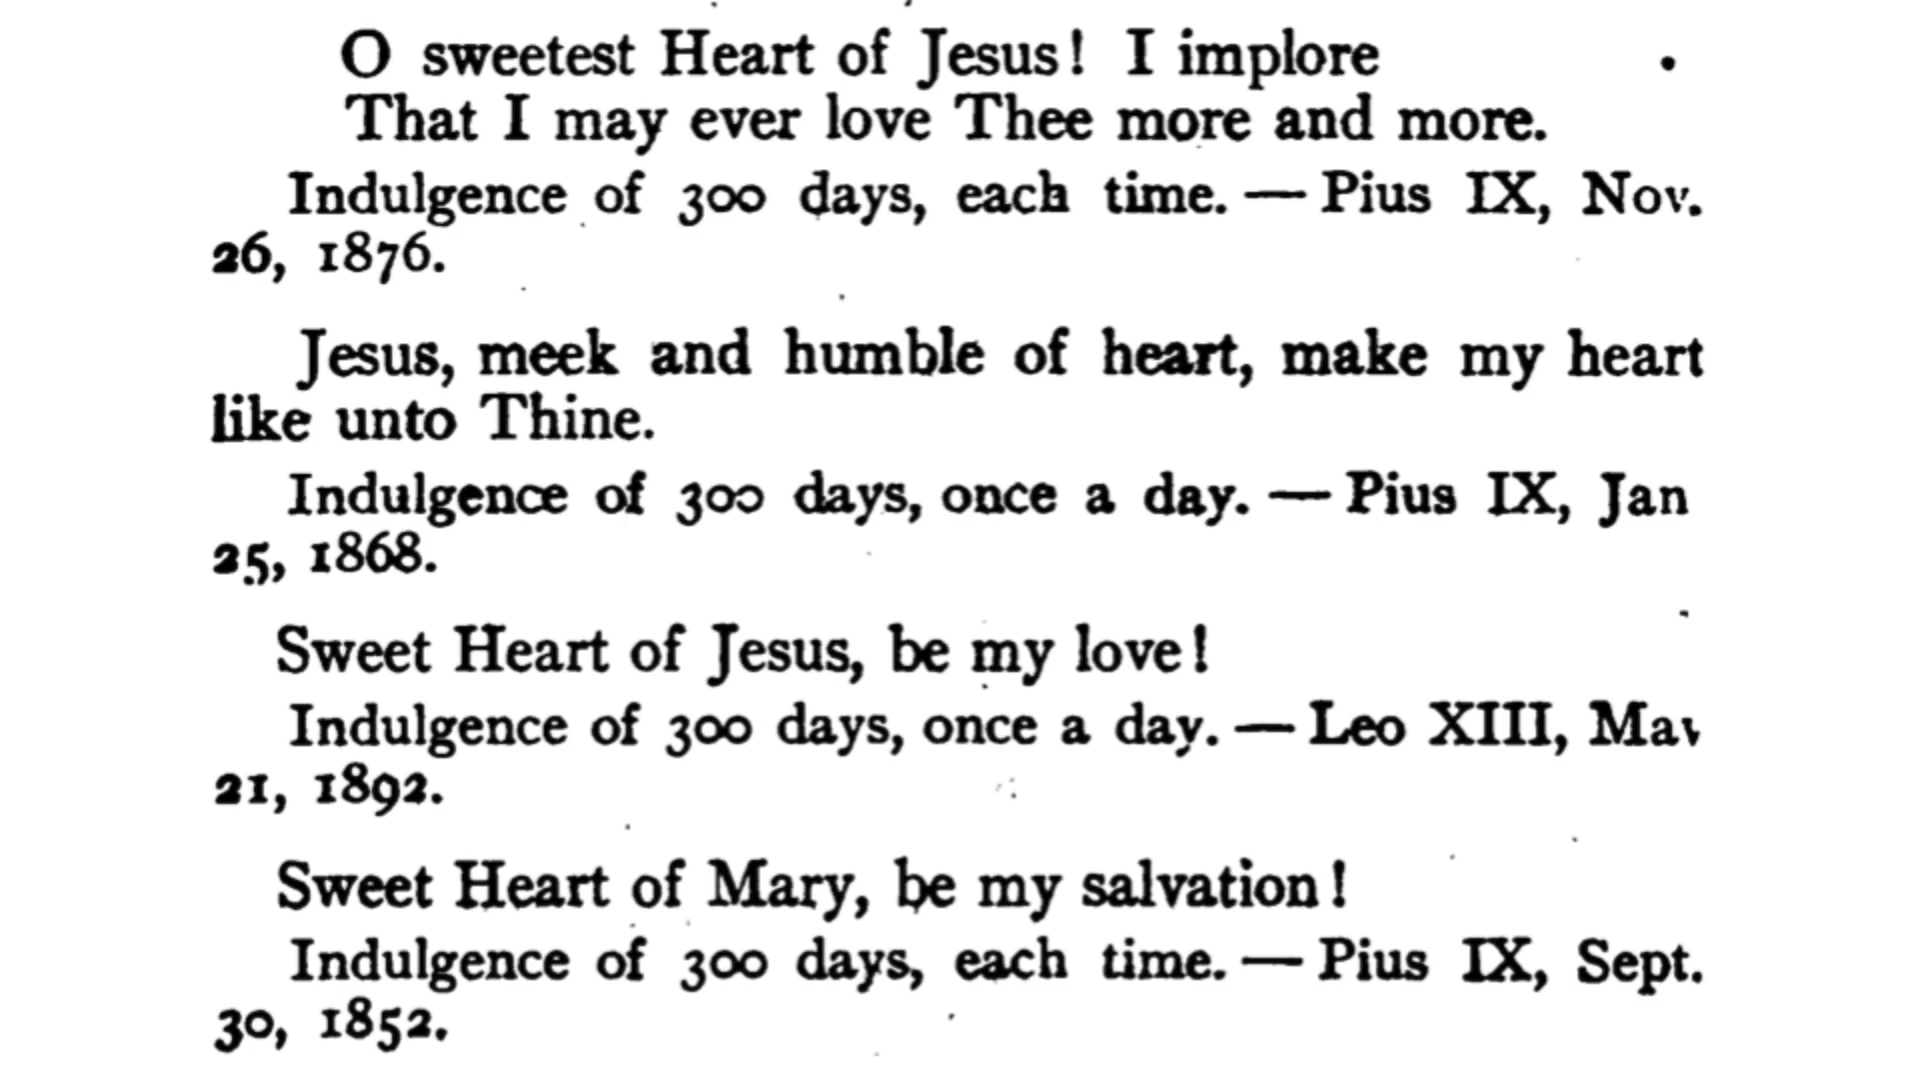 O sweetest Heart of Jesus! I implore
That I may ever love Thee more and more.
Indulgence of 300 days, each time. — Pius IX, Nov.
26, 1876.
Jesus, meek and humble of heart, make my heart
like unto Thine.
Indulgence of 300 days, once a day. — Pius IX, Jan
25, 1868.
Sweet Heart of Jesus, be my love!
Indulgence of 300 days, once a day. — Leo XIII, May
21, 1892.
Sweet Heart of Mary, be my salvation!
Indulgence of 300 days, each time. — Pius IX, Sept.
30, 1852.